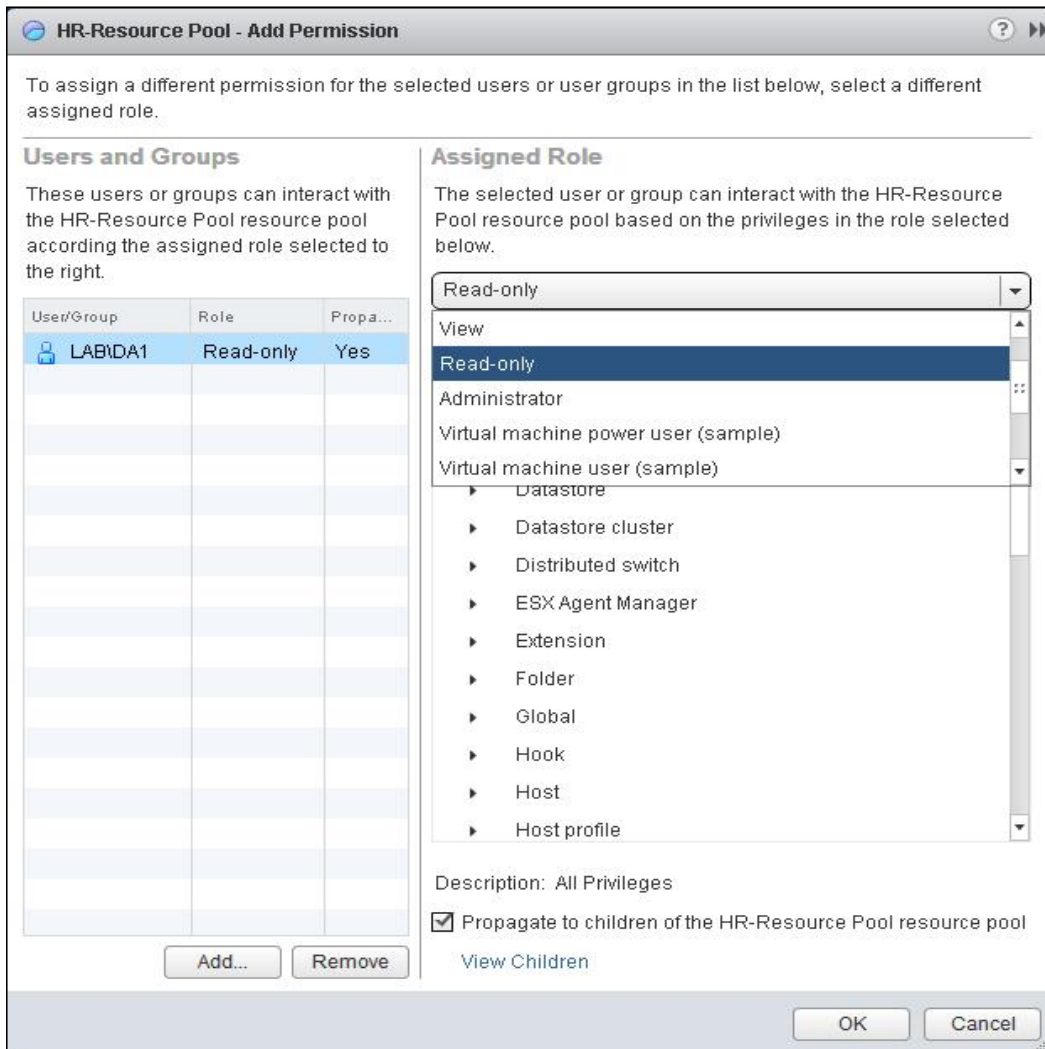 HR-Resource Pool - Add Permission
?
To assign a different permission for the selected users or user groups in the list below, select a different
assigned role.
Users and Groups
These users or groups can interact with
the HR-Resource Pool resource pool
according the assigned role selected to
the right.
User/Group Role Propa...
LAB\DA1 Read-only Yes
Add... Remove
Assigned Role
The selected user or group can interact with the HR-Resource
Pool resource pool based on the privileges in the role selected
below.
Read-only
View
Read-only
Administrator
Virtual machine power user (sample)
Virtual machine user (sample)
Datastore
Datastore cluster
Distributed switch
ESX Agent Manager
Extension
Folder
Global
Hook
Host
Host profile
Description: All Privileges
Propagate to children of the HR-Resource Pool resource pool
View Children
OK Cancel